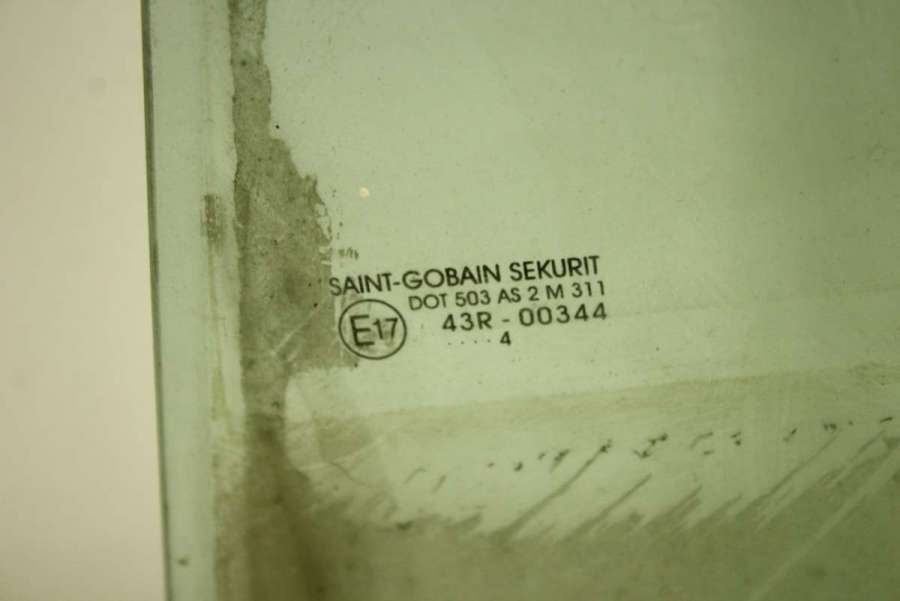 SAINT-GOBAIN SEKURIT
DOT 503 AS 2 M 311
E17 43R - 00344
.... 4